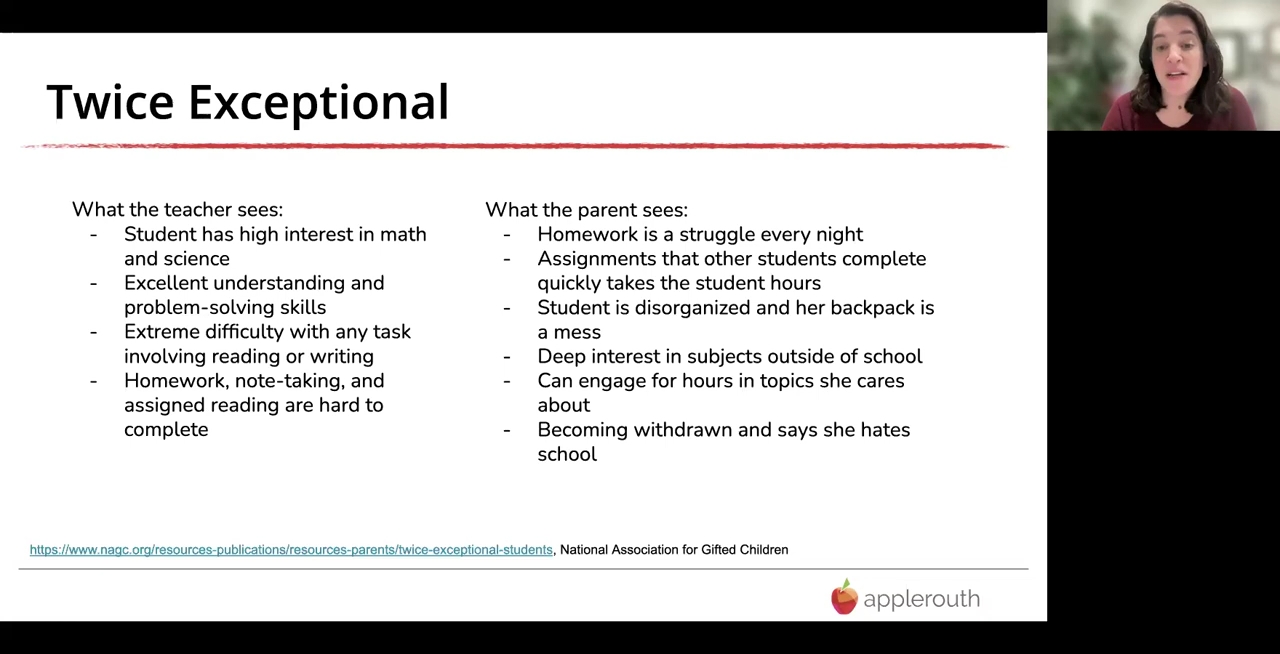 Twice Exceptional
What the teacher sees:
- Student has high interest in math
and science
- Excellent understanding and
problem-solving skills
- Extreme difficulty with any task
involving reading or writing
- Homework, note-taking, and
assigned reading are hard to
complete
What the parent sees:
- Homework is a struggle every night
- Assignments that other students complete
quickly takes the student hours
- Student is disorganized and her backpack is
a mess
- Deep interest in subjects outside of school
- Can engage for hours in topics she cares
about
- Becoming withdrawn and says she hates
school
https://www.nagc.org/resources-publications/resources-parents/twice-exceptional-students, National Association for Gifted Children
applerouth